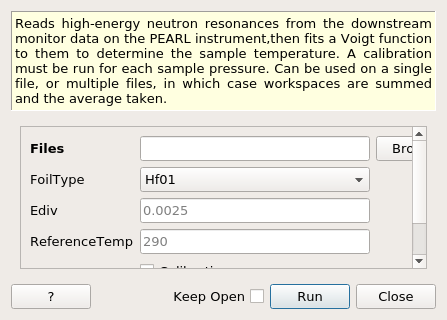 Reads high-energy neutron resonances from the downstream
monitor data on the PEARL instrument,then fits a Voigt function
to them to determine the sample temperature. A calibration
must be run for each sample pressure. Can be used on a single
file, or multiple files, in which case workspaces are summed
and the average taken.
Files Bro
FoilType Hf01
Ediv 0.0025
ReferenceTemp 290
? Keep Open Run Close